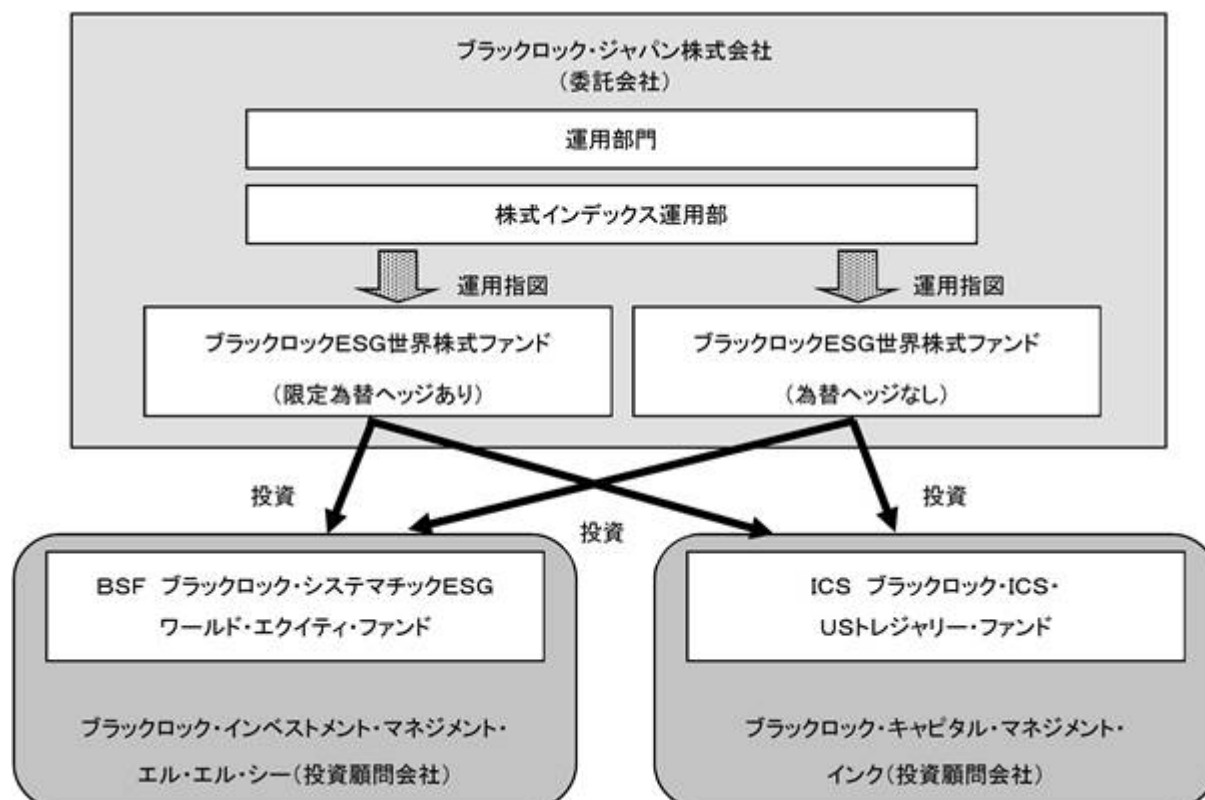 ブラックロック・ジャパン株式会社
(委託会社)
運用部門
株式インデックス運用部
運用指図
運用指図
ブラックロックESG世界株式ファンド
(限定為替ヘッジあり)
ブラックロックESG世界株式ファンド
(為替ヘッジなし)
投資
投資
投資
BSF ブラックロック・システマチックESG
ワールド・エクイティ・ファンド
ブラックロック・インベストメント・マネジメント・
エル・エル・シー(投資顧問会社)
ICS ブラックロック・ICS・
USトレジャリー・ファンド
ブラックロック・キャピタル・マネジメント・
インク(投資顧問会社)